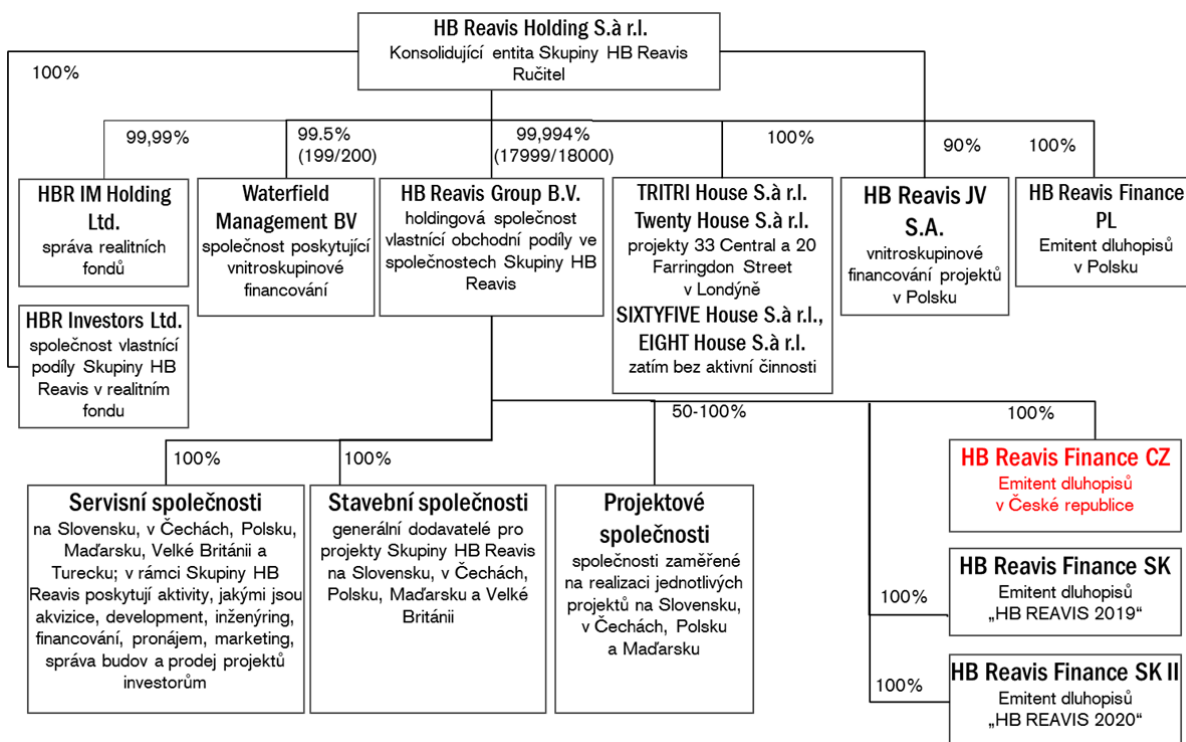 HB Reavis Holding S.à r.l.
Konsolidující entita Skupiny HB Reavis
Ručitel
100%
99,99%
99.5%
(199/200)
99,994%
(17999/18000)
100%
90%
100%
HBR IM Holding
Ltd.
správa realitních
fondů
Waterfield
Management BV
společnost poskytující
vnitroskupinové
financování
HB Reavis Group B.V.
holdingová společnost
vlastnící obchodní podíly ve
společnostech Skupiny HB
Reavis
TRITRI House S.à r.l.
Twenty House S.à r.l.
projekty 33 Central a 20
Farringdon Street
v Londýně
SIXTYFIVE House S.à r.l.,
EIGHT House S.à r.l.
zatím bez aktivní činnosti
HB Reavis JV
S.A.
vnitroskupinové
financování projektů
v Polsku
HB Reavis Finance
PL
Emitent dluhopisů
v Polsku
HBR Investors Ltd.
společnost vlastnící
podíly Skupiny HB
Reavis v realitním
fondu
50-100%
100%
100%
100%
HB Reavis Finance CZ
Emitent dluhopisů
v České republice
Servisní společnosti
na Slovensku, v Čechách, Polsku,
Maďarsku, Velké Británii a
Turecku; v rámci Skupiny HB
Reavis poskytují aktivity, jakými jsou
akvizice, development, inženýring,
financování, pronájem, marketing,
správa budov a prodej projektů
investorům
Stavební společnosti
generální dodavatelé pro
projekty Skupiny HB Reavis
na Slovensku, v Čechách,
Polsku, Maďarsku a Velké
Británii
Projektové
společnosti
společnosti zaměřené
na realizaci jednotlivých
projektů na Slovensku,
v Čechách, Polsku
a Maďarsku
100%
HB Reavis Finance SK
Emitent dluhopisů
„HB REAVIS 2019“
100%
HB Reavis Finance SK II
Emitent dluhopisů
„HB REAVIS 2020“